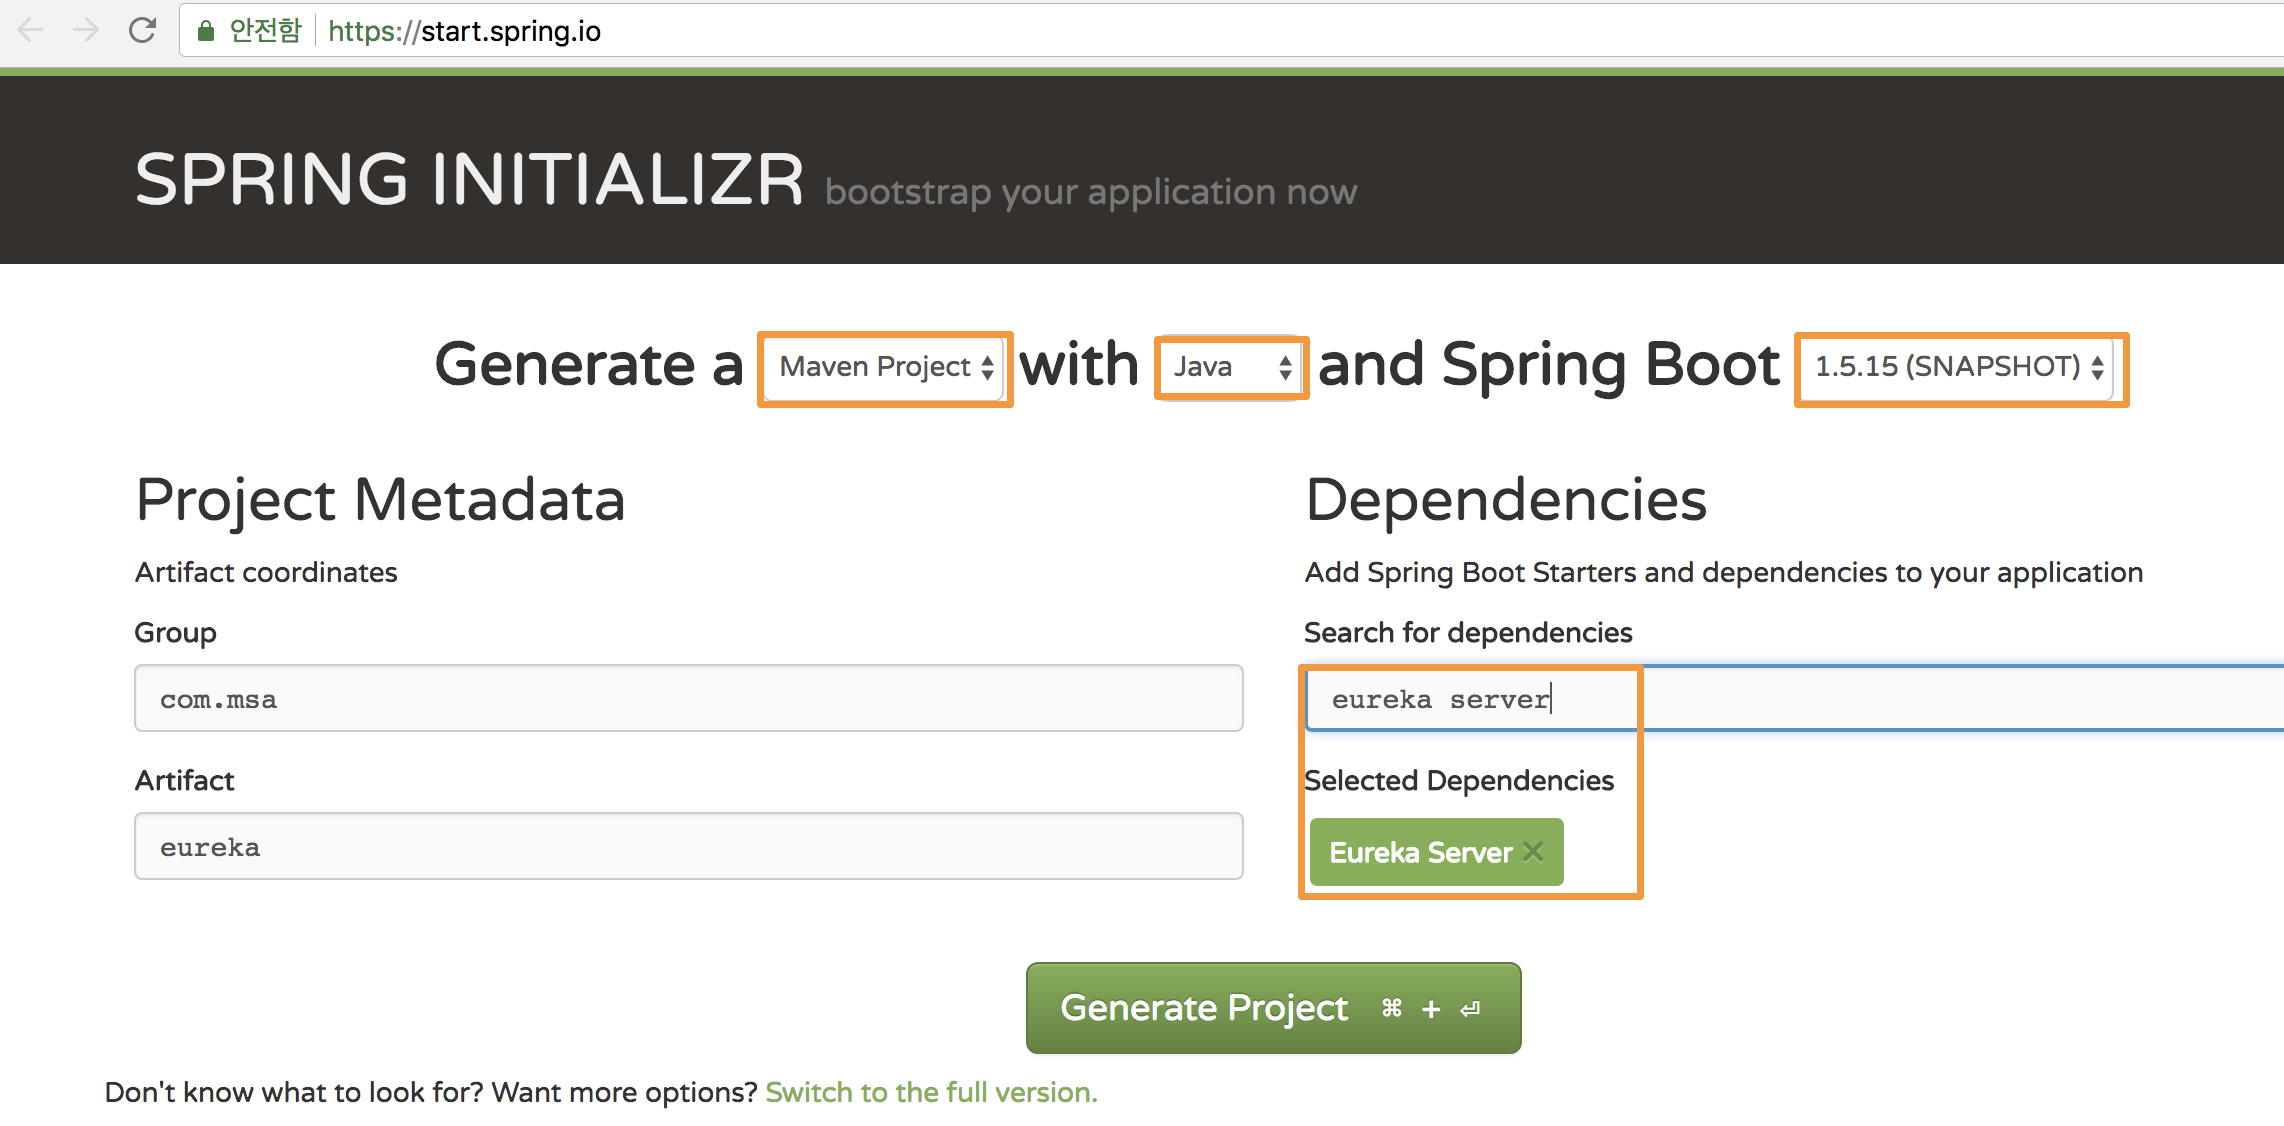 안전함 https://start.spring.io
SPRING INITIALIZR bootstrap your application now
Generate a Maven Project with Java and Spring Boot 1.5.15 (SNAPSHOT)
Project Metadata
Artifact coordinates
Group
com.msa
Artifact
eureka
Dependencies
Add Spring Boot Starters and dependencies to your application
Search for dependencies
eureka server
Selected Dependencies
Eureka Server ×
Generate Project ⌘ + ⏎
Don't know what to look for? Want more options? Switch to the full version.